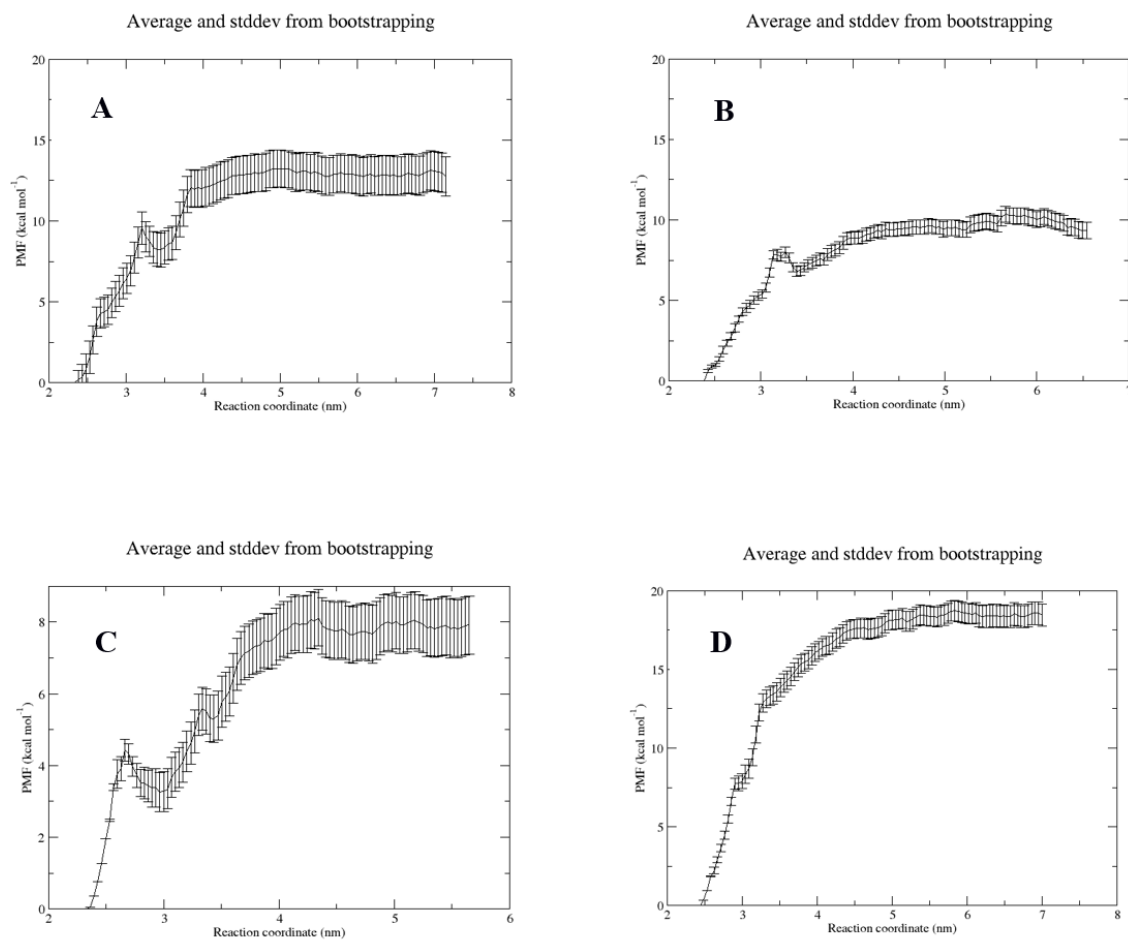 Average and stddev from bootstrapping
A
20
15
10
5
0
PMF (kcal mol-1)
2 3 4 5 6 7 8
Reaction coordinate (nm)
Average and stddev from bootstrapping
B
20
15
10
5
0
PMF (kcal mol-1)
2 3 4 5 6 7
Reaction coordinate (nm)
Average and stddev from bootstrapping
C
8
6
4
2
0
PMF (kcal mol-1)
2 3 4 5 6
Reaction coordinate (nm)
Average and stddev from bootstrapping
D
20
15
10
5
0
PMF (kcal mol-1)
2 3 4 5 6 7 8
Reaction coordinate (nm)